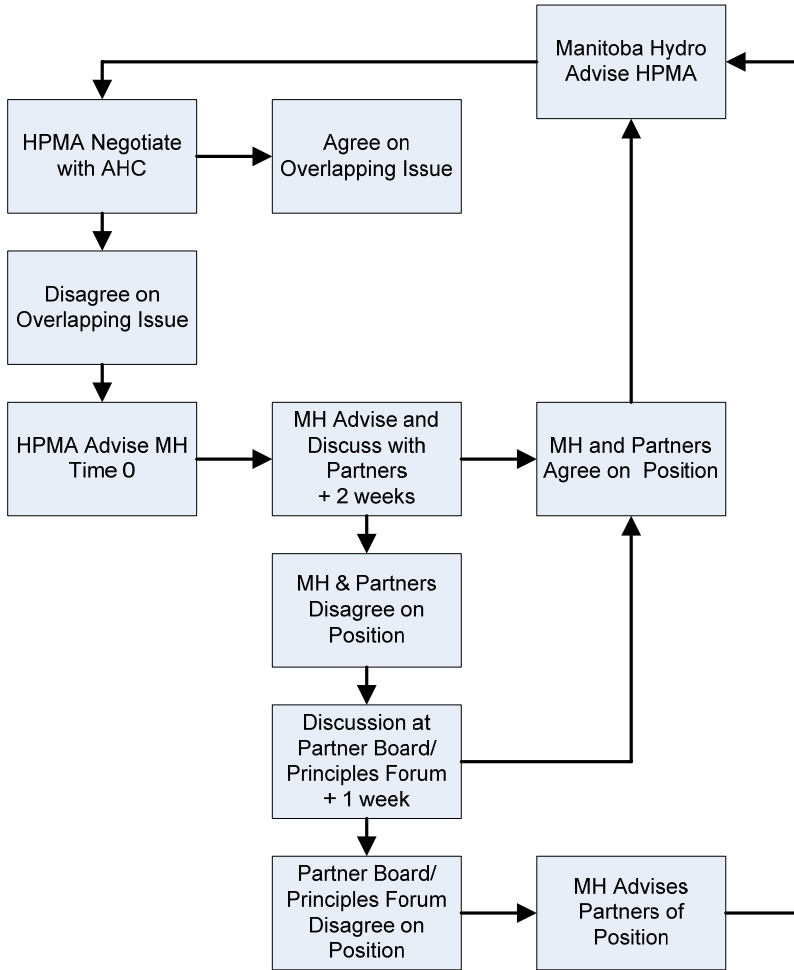 Manitoba Hydro
Advise HPMA
HPMA Negotiate
with AHC
Agree on
Overlapping Issue
Disagree on
Overlapping Issue
HPMA Advise MH
Time 0
MH Advise and
Discuss with
Partners
+ 2 weeks
MH and Partners
Agree on Position
MH & Partners
Disagree on
Position
Discussion at
Partner Board/
Principles Forum
+ 1 week
Partner Board/
Principles Forum
Disagree on
Position
MH Advises
Partners of
Position